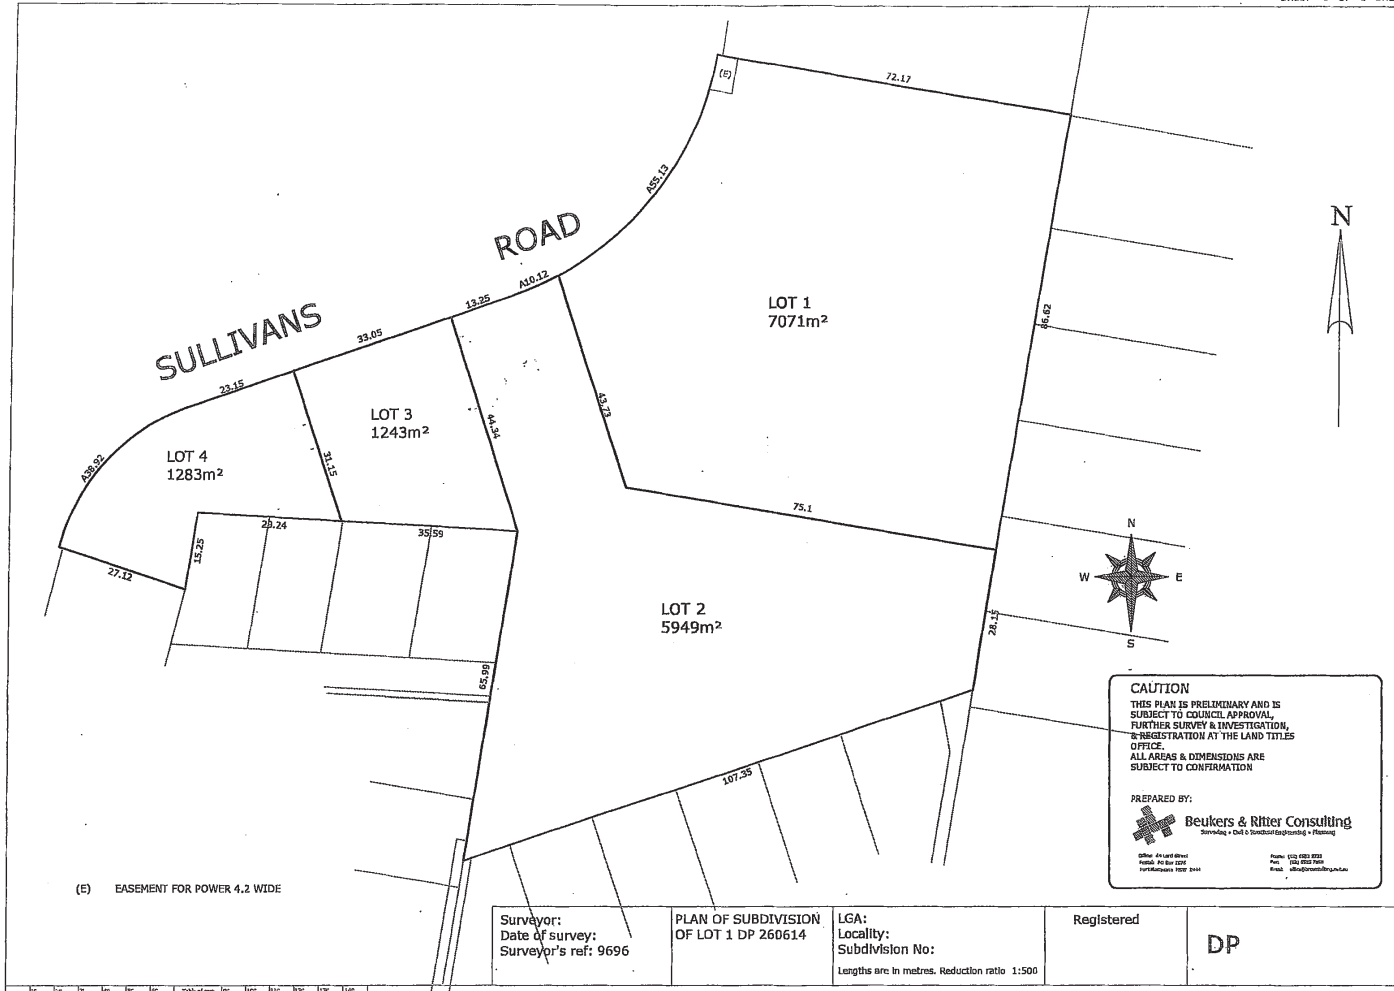 (E)
72.17
A55.13
ROAD
A10.12
13.25
LOT 1
7071m²
86.62
SULLIVANS
33.05
23.15
LOT 3
1243m²
43.73
44.34
LOT 4
1283m²
A38.92
31.15
75.1
23.24
35.59
15.25
27.12
LOT 2
5949m²
28.15
65.99
107.35
N
N
W
E
S
CAUTION
THIS PLAN IS PRELIMINARY AND IS
SUBJECT TO COUNCIL APPROVAL,
FURTHER SURVEY & INVESTIGATION,
& REGISTRATION AT THE LAND TITLES
OFFICE.
ALL AREAS & DIMENSIONS ARE
SUBJECT TO CONFIRMATION
PREPARED BY:
Beukers & Ritter Consulting
Surveying • Civil & Structural Engineering • Planning
(E) EASEMENT FOR POWER 4.2 WIDE
Surveyor:
Date of survey:
Surveyor's ref: 9696
PLAN OF SUBDIVISION
OF LOT 1 DP 260614
LGA:
Locality:
Subdivision No:
Lengths are in metres. Reduction ratio 1:500
Registered
DP